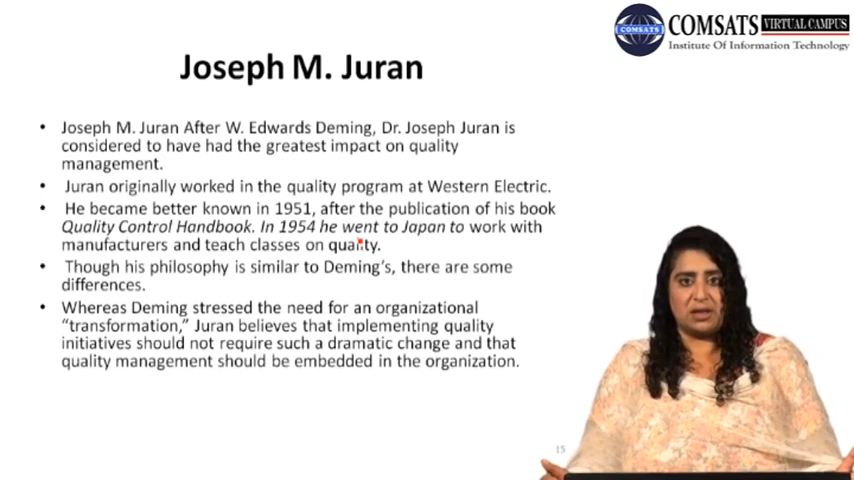 COMSATS VIRTUAL CAMPUS
COMSATS
Institute Of Information Technology
Joseph M. Juran
• Joseph M. Juran After W. Edwards Deming, Dr. Joseph Juran is
considered to have had the greatest impact on quality
management.
• Juran originally worked in the quality program at Western Electric.
• He became better known in 1951, after the publication of his book
Quality Control Handbook. In 1954 he went to Japan to work with
manufacturers and teach classes on quality.
• Though his philosophy is similar to Deming’s, there are some
differences.
• Whereas Deming stressed the need for an organizational
“transformation,” Juran believes that implementing quality
initiatives should not require such a dramatic change and that
quality management should be embedded in the organization.
15